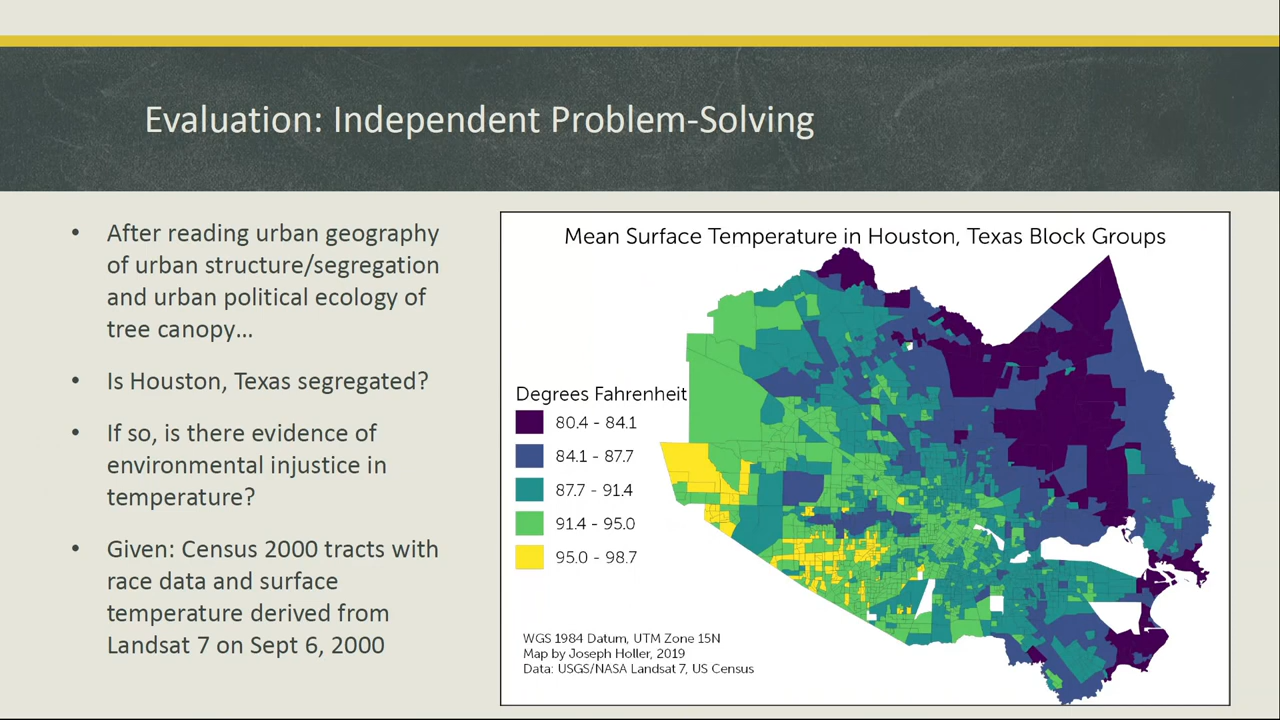 Evaluation: Independent Problem-Solving
• After reading urban geography
of urban structure/segregation
and urban political ecology of
tree canopy…
• Is Houston, Texas segregated?
• If so, is there evidence of
environmental injustice in
temperature?
• Given: Census 2000 tracts with
race data and surface
temperature derived from
Landsat 7 on Sept 6, 2000
Mean Surface Temperature in Houston, Texas Block Groups
Degrees Fahrenheit
80.4 - 84.1
84.1 - 87.7
87.7 - 91.4
91.4 - 95.0
95.0 - 98.7
WGS 1984 Datum, UTM Zone 15N
Map by Joseph Holler, 2019
Data: USGS/NASA Landsat 7, US Census